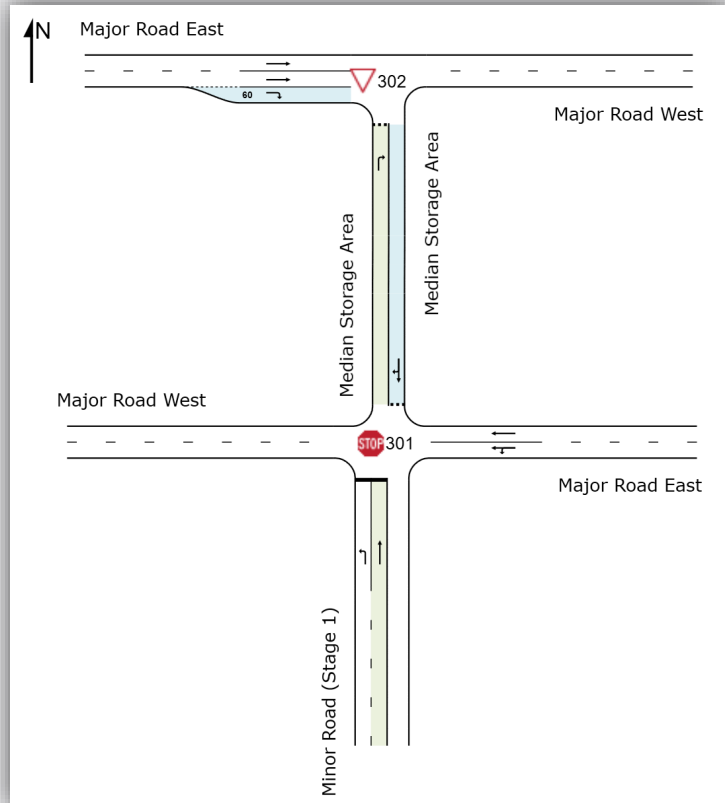 N
Major Road East
302
60
Major Road West
Median Storage Area
Median Storage Area
Major Road West
STOP
301
Major Road East
Minor Road (Stage 1)